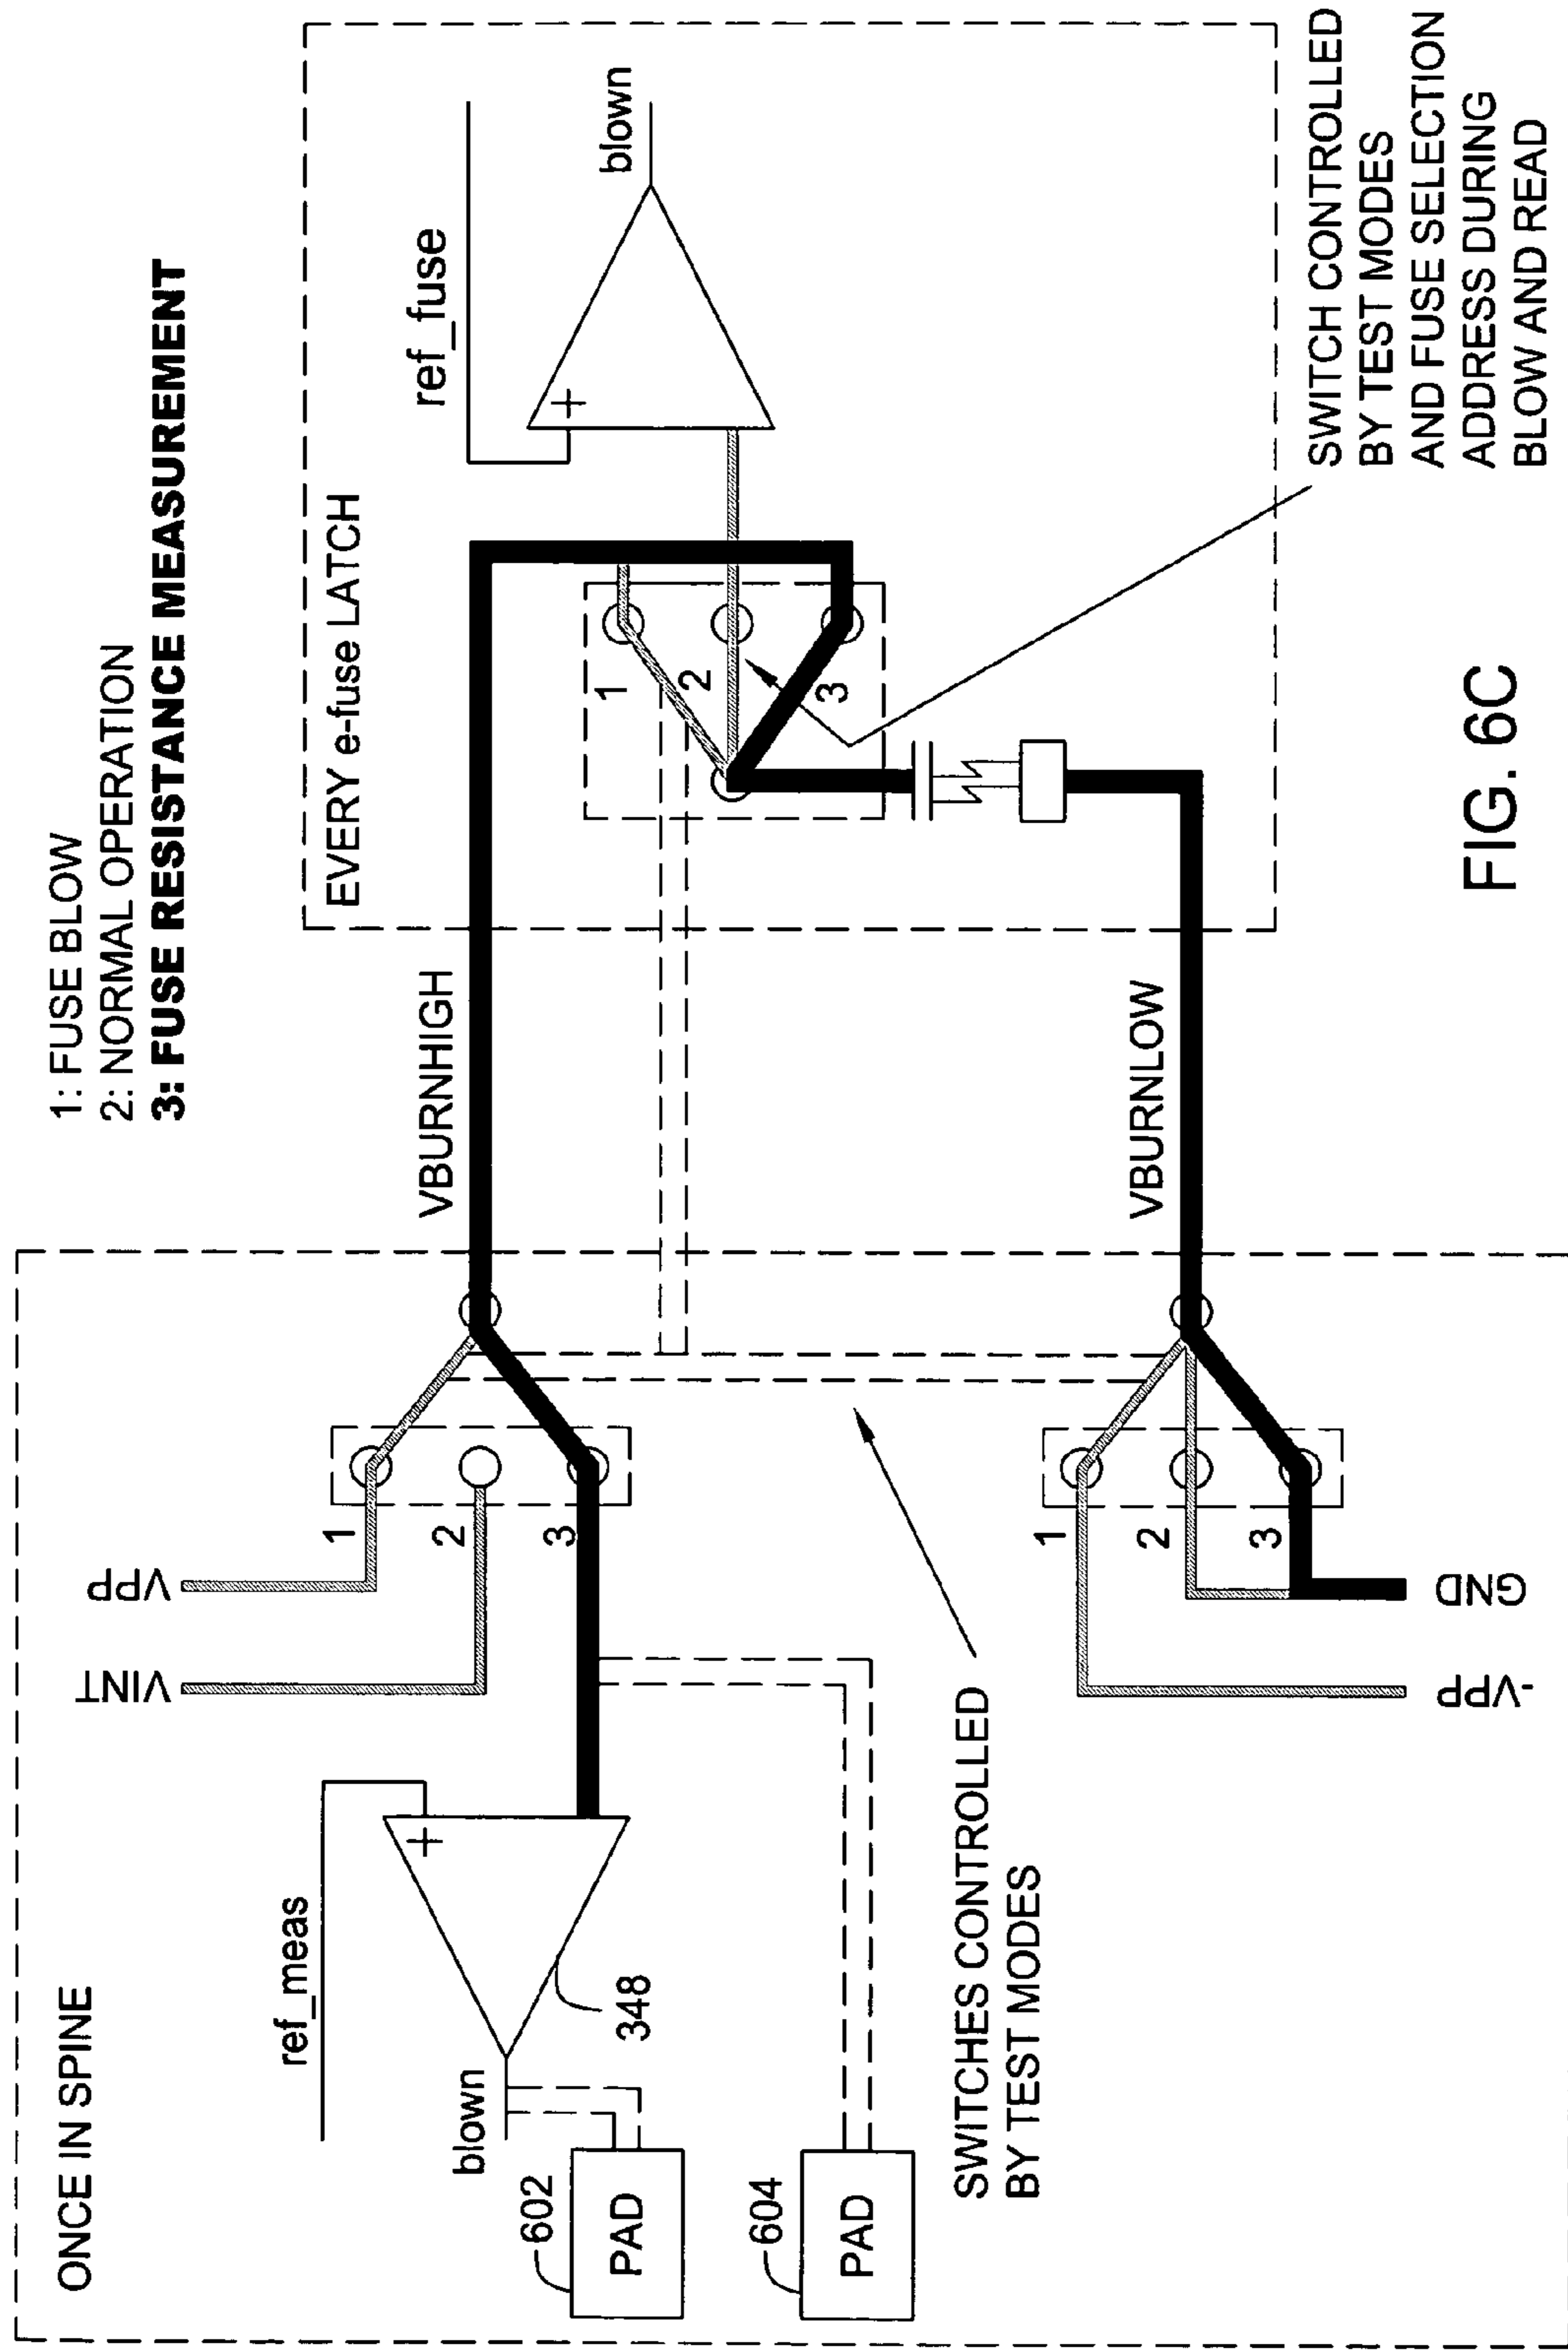 1: FUSE BLOW
2: NORMAL OPERATION
3: FUSE RESISTANCE MEASUREMENT
ONCE IN SPINE
ref_meas
blown
348
602
PAD
604
PAD
VINT
VPP
1
2
3
VBURNHIGH
EVERY e-fuse LATCH
ref_fuse
blown
1
2
3
SWITCHES CONTROLLED
BY TEST MODES
1
2
3
-VPP
GND
VBURNLOW
SWITCH CONTROLLED
BY TEST MODES
AND FUSE SELECTION
ADDRESS DURING
BLOW AND READ
+
+
FIG. 6C